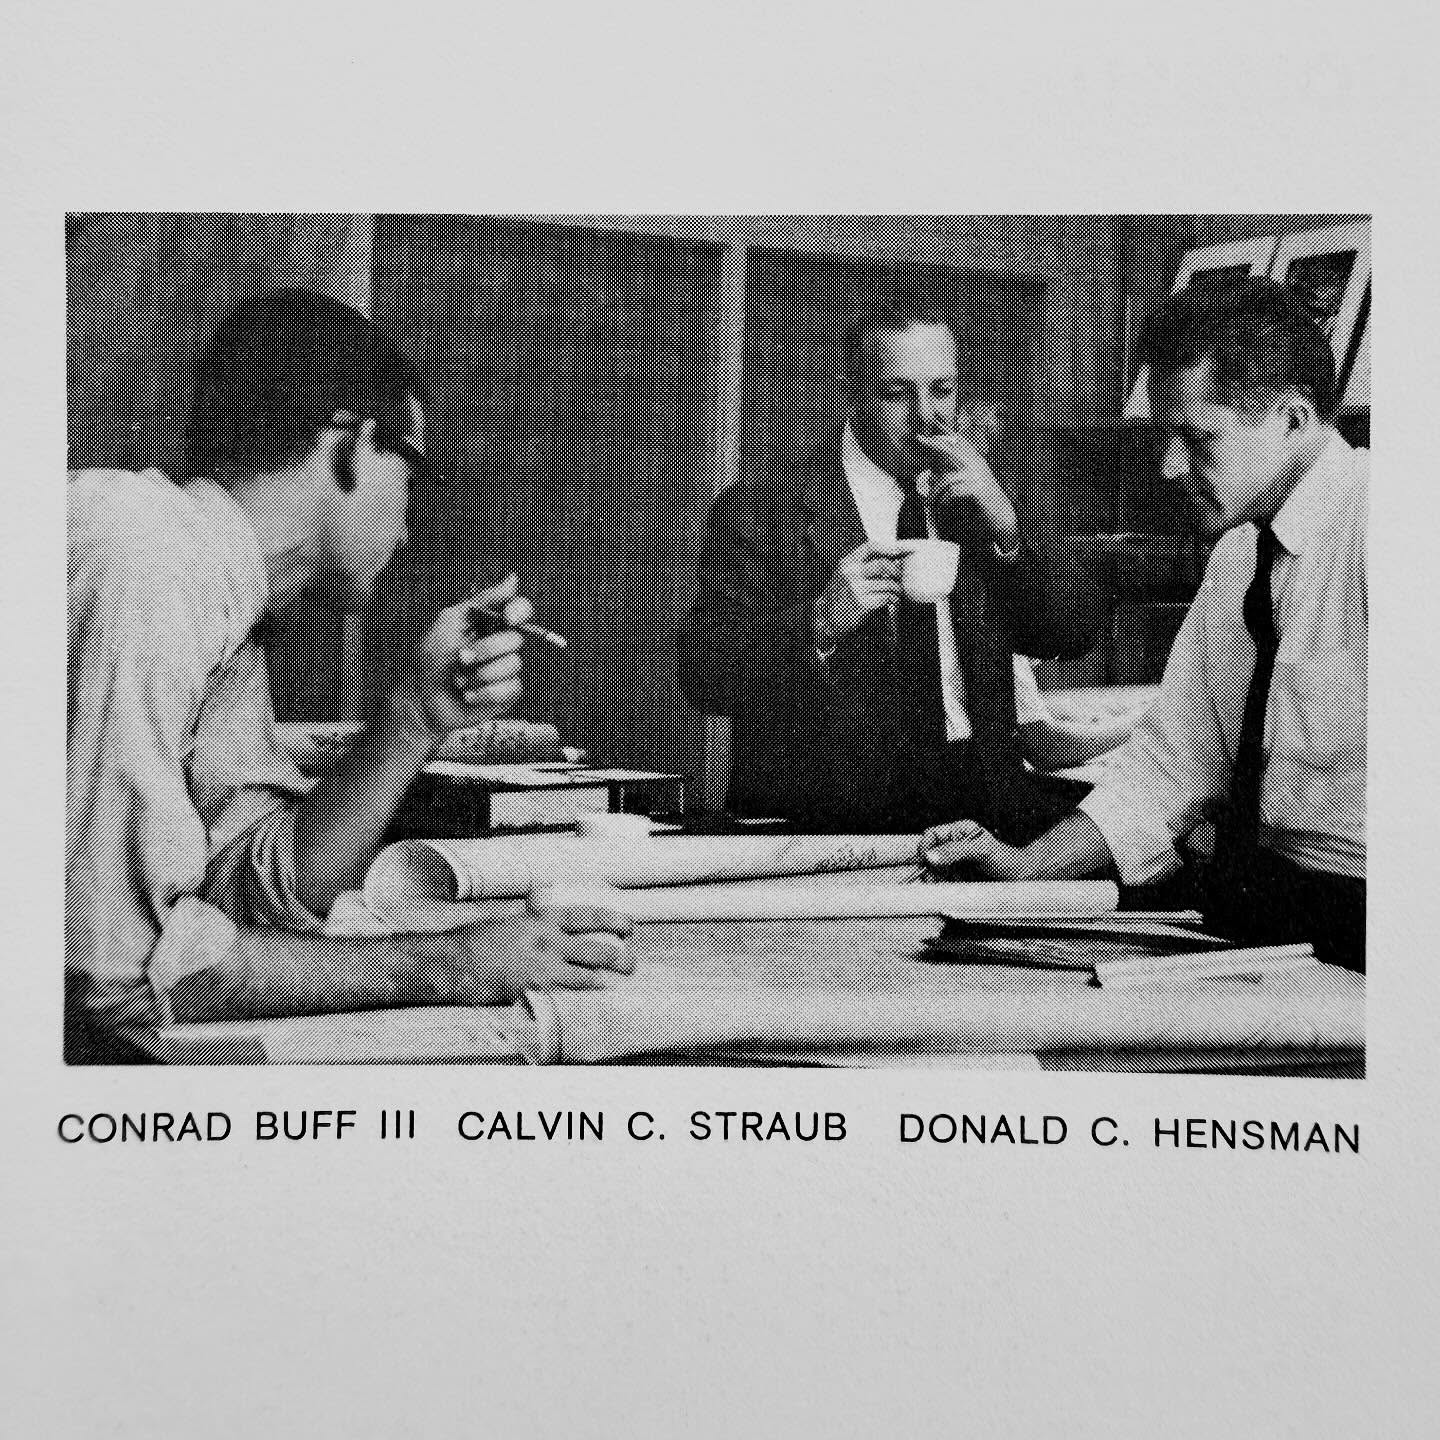 CONRAD BUFF III CALVIN C. STRAUB DONALD C. HENSMAN